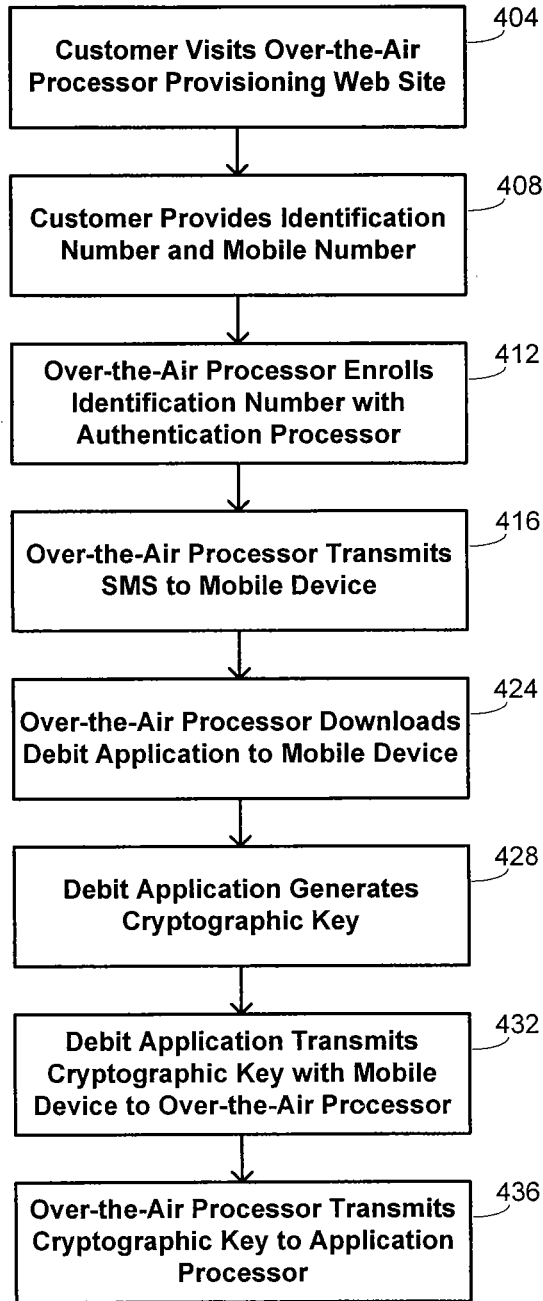 404
Customer Visits Over-the-Air
Processor Provisioning Web Site
408
Customer Provides Identification
Number and Mobile Number
412
Over-the-Air Processor Enrolls
Identification Number with
Authentication Processor
416
Over-the-Air Processor Transmits
SMS to Mobile Device
424
Over-the-Air Processor Downloads
Debit Application to Mobile Device
428
Debit Application Generates
Cryptographic Key
432
Debit Application Transmits
Cryptographic Key with Mobile
Device to Over-the-Air Processor
436
Over-the-Air Processor Transmits
Cryptographic Key to Application
Processor